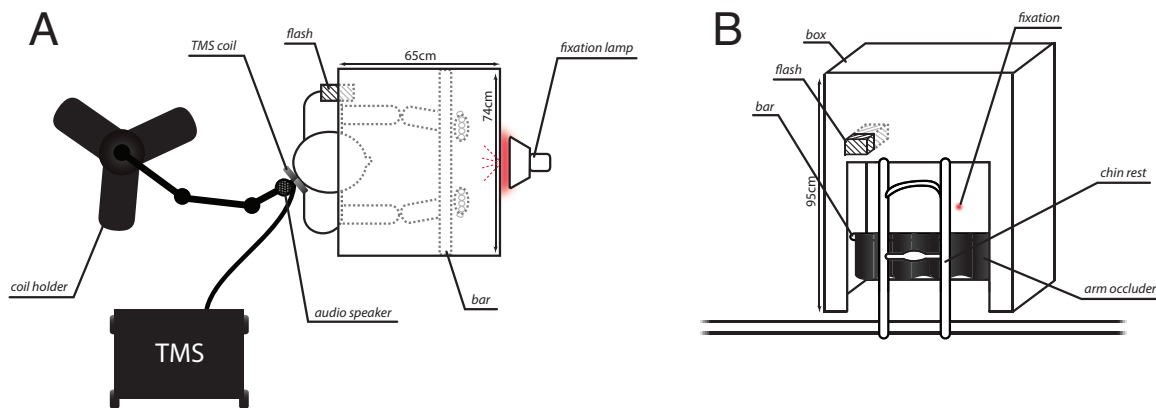 A
TMS coil
flash
65cm
fixation lamp
74cm
coil holder
TMS
audio speaker
bar
B
box
fixation
flash
bar
95cm
chin rest
arm occluder